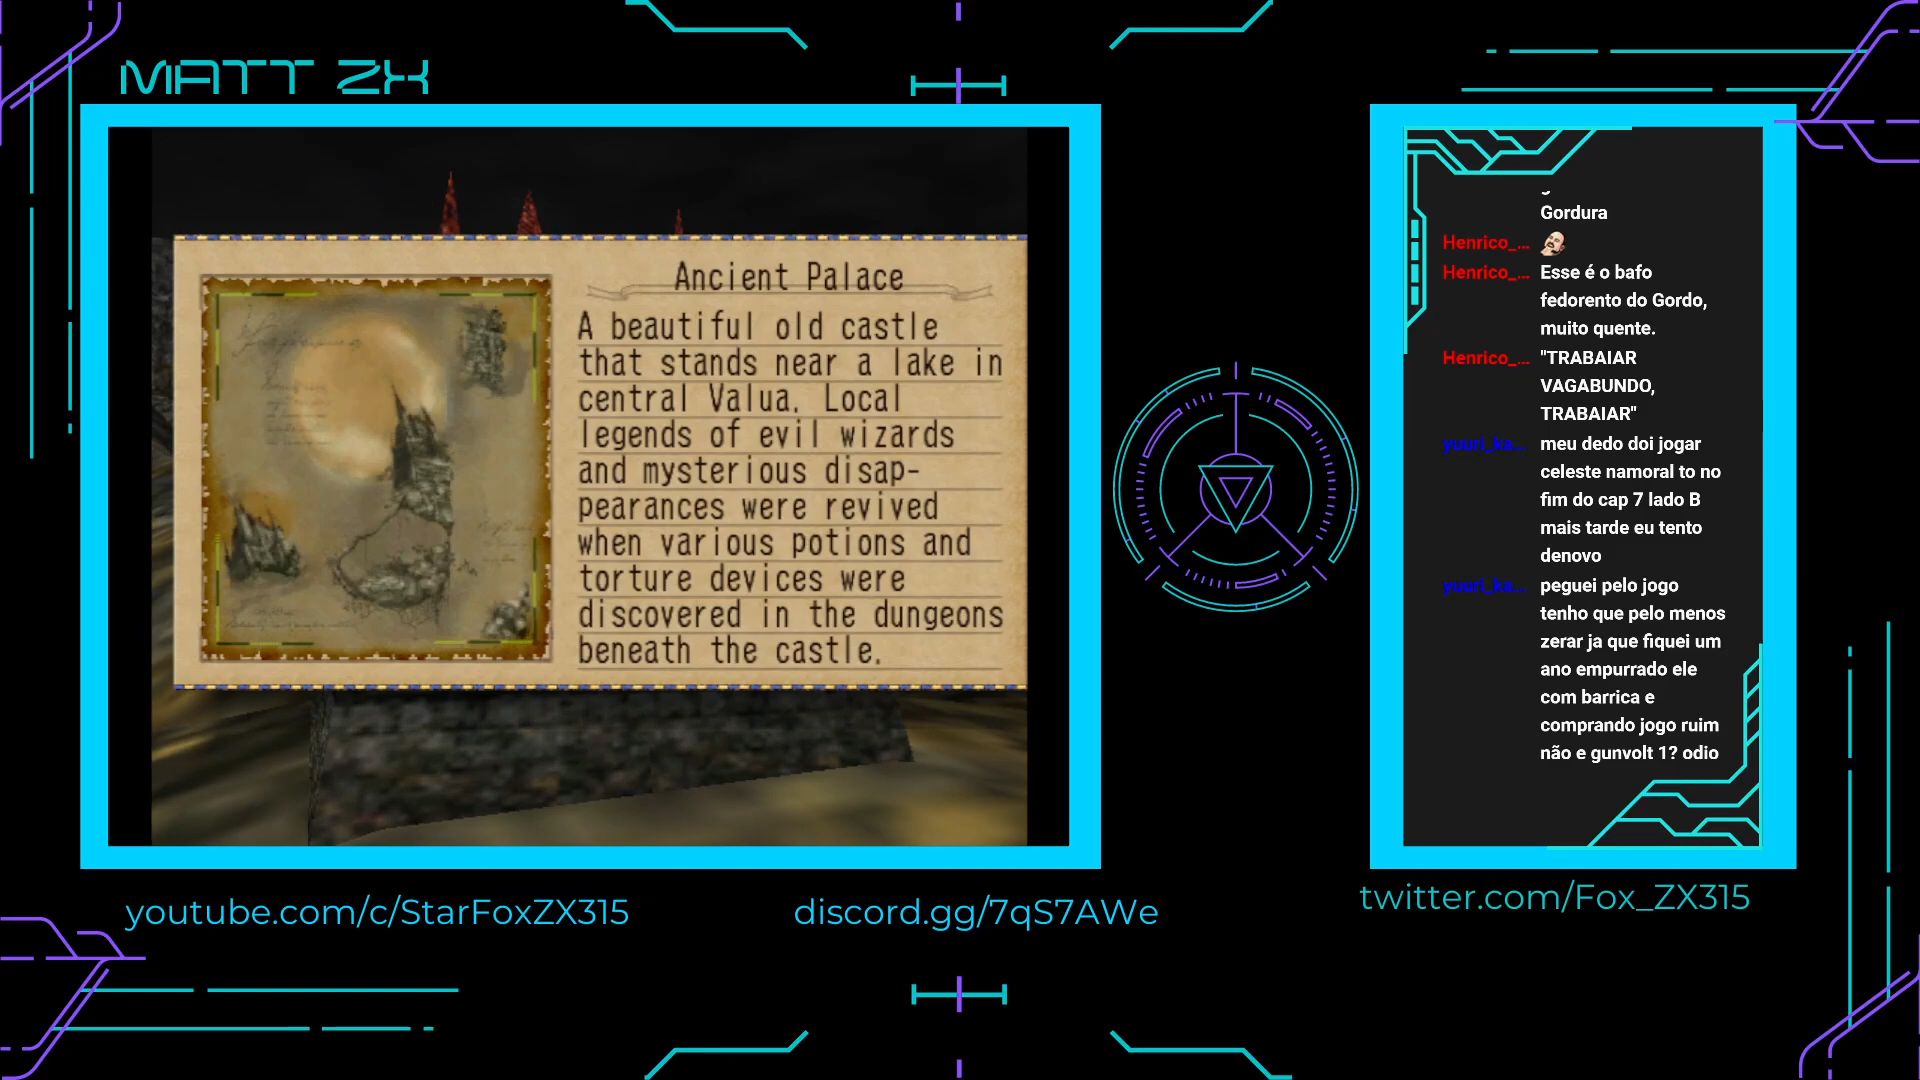 MATT ZX
Ancient Palace
A beautiful old castle
that stands near a lake in
central Valua. Local
legends of evil wizards
and mysterious disap-
pearances were revived
when various potions and
torture devices were
discovered in the dungeons
beneath the castle.
Gordura
Henrico_...
Henrico_... Esse é o bafo
fedorento do Gordo,
muito quente.
Henrico_... "TRABAIAR
VAGABUNDO,
TRABAIAR"
yuuri_ka... meu dedo doi jogar
celeste namoral to no
fim do cap 7 lado B
mais tarde eu tento
denovo
yuuri_ka... peguei pelo jogo
tenho que pelo menos
zerar ja que fiquei um
ano empurrado ele
com barrica e
comprando jogo ruim
não e gunvolt 1? odio
youtube.com/c/StarFoxZX315
discord.gg/7qS7AWe
twitter.com/Fox_ZX315